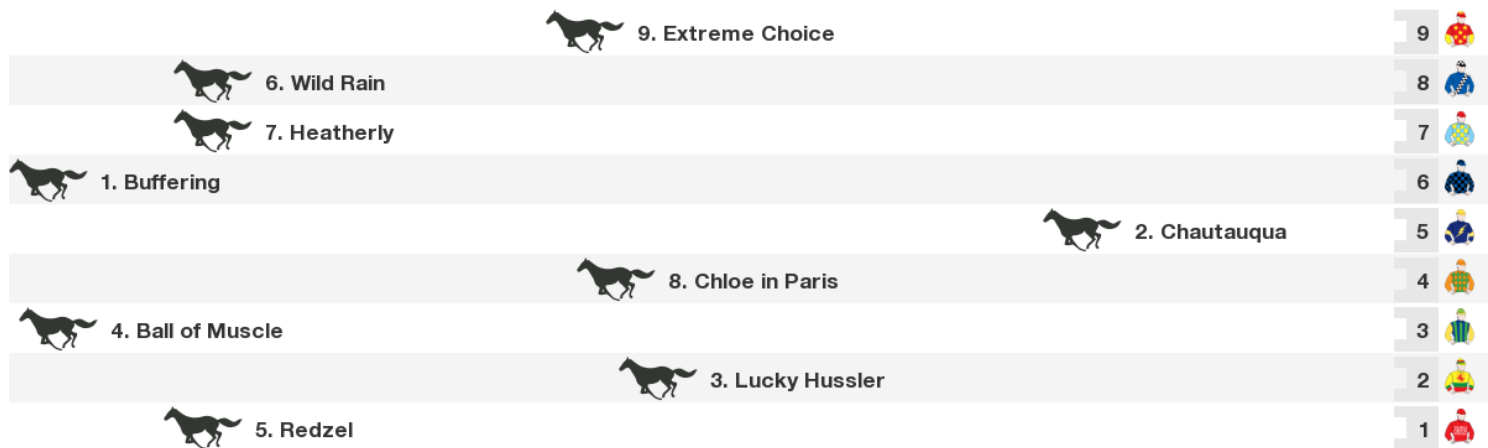 9. Extreme Choice 9
6. Wild Rain 8
7. Heatherly 7
1. Buffering 6
2. Chautauqua 5
8. Chloe in Paris 4
4. Ball of Muscle 3
3. Lucky Hussler 2
5. Redzel 1